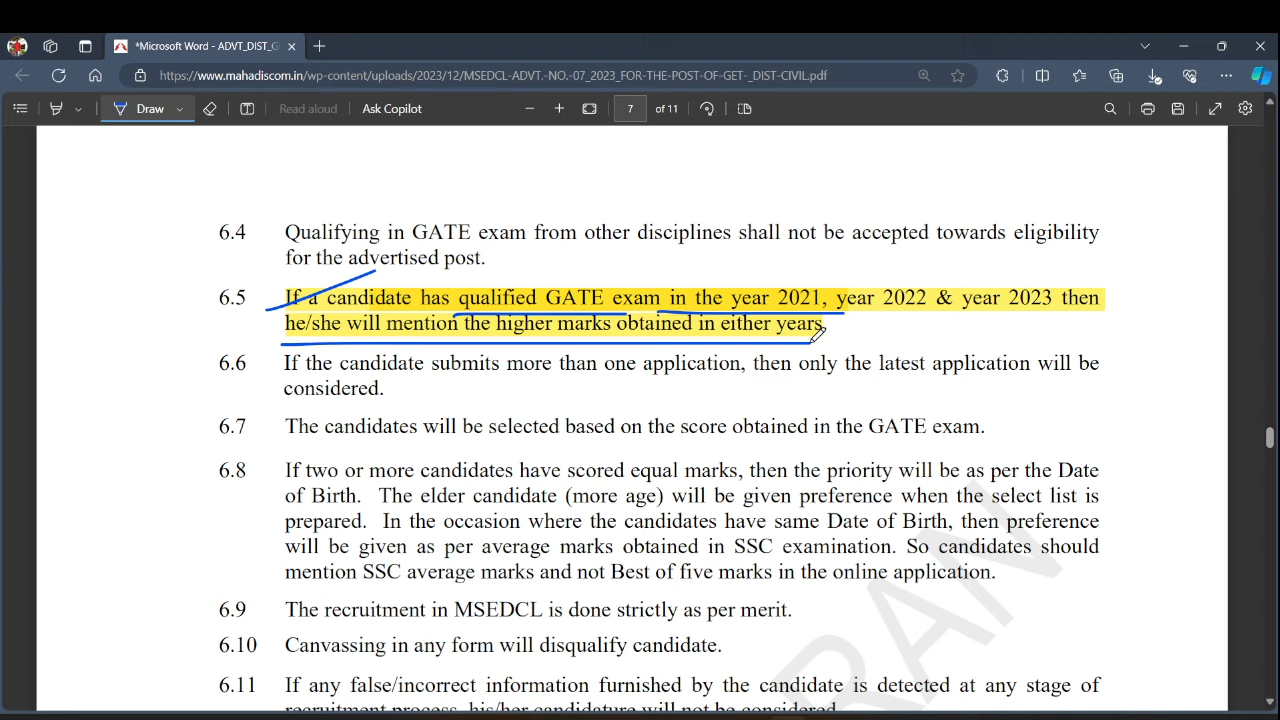 *Microsoft Word - ADVT_DIST_G
https://www.mahadiscom.in/wp-content/uploads/2023/12/MSEDCL-ADVT.-NO.-07_2023_FOR-THE-POST-OF-GET-_DIST-CIVIL.pdf
Draw
Read aloud
Ask Copilot
7 of 11
6.4 Qualifying in GATE exam from other disciplines shall not be accepted towards eligibility
for the advertised post.
6.5 If a candidate has qualified GATE exam in the year 2021, year 2022 & year 2023 then
he/she will mention the higher marks obtained in either years.
6.6 If the candidate submits more than one application, then only the latest application will be
considered.
6.7 The candidates will be selected based on the score obtained in the GATE exam.
6.8 If two or more candidates have scored equal marks, then the priority will be as per the Date
of Birth. The elder candidate (more age) will be given preference when the select list is
prepared. In the occasion where the candidates have same Date of Birth, then preference
will be given as per average marks obtained in SSC examination. So candidates should
mention SSC average marks and not Best of five marks in the online application.
6.9 The recruitment in MSEDCL is done strictly as per merit.
6.10 Canvassing in any form will disqualify candidate.
6.11 If any false/incorrect information furnished by the candidate is detected at any stage of
recruitment process, his/her candidature will not be considered
RAN